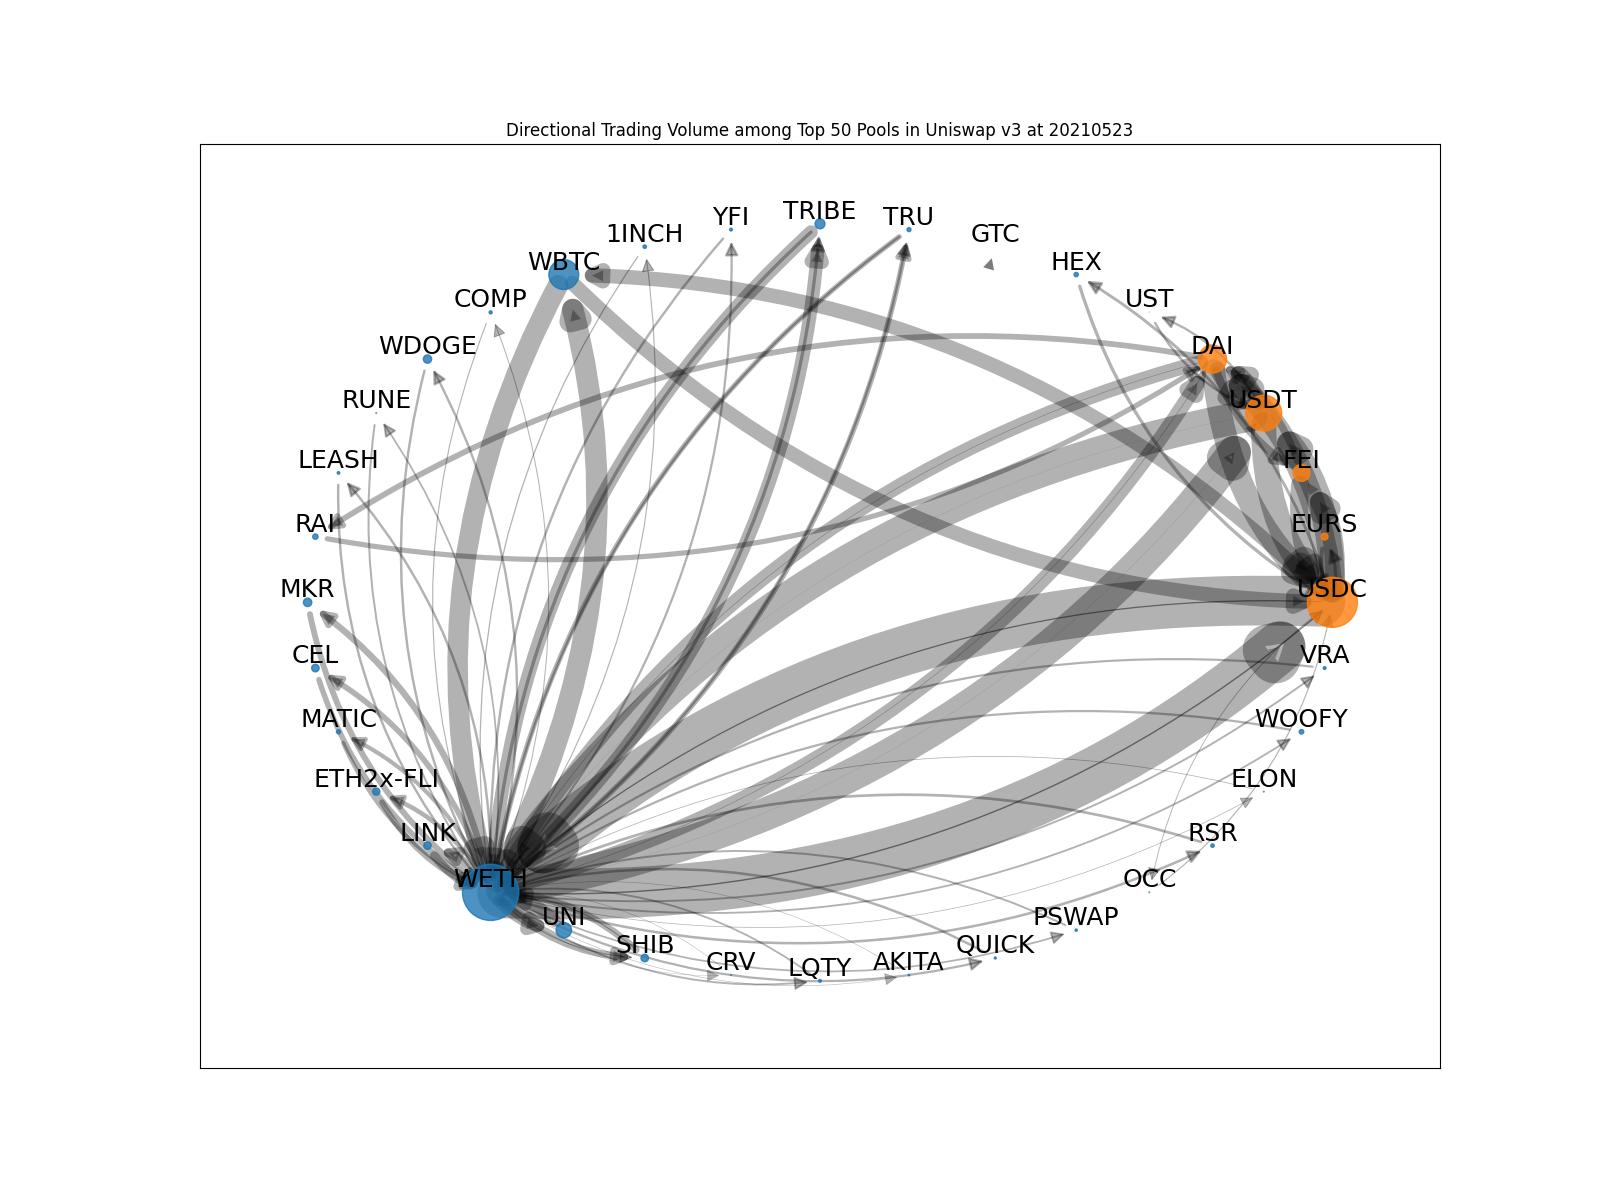 Directional Trading Volume among Top 50 Pools in Uniswap v3 at 20210523
TRIBE
YFI
TRU
1INCH
GTC
WBTC
HEX
COMP
UST
WDOGE
DAI
RUNE
USDT
LEASH
FEI
RAI
EURS
MKR
USDC
CEL
VRA
MATIC
WOOFY
ETH2x-FLI
ELON
LINK
RSR
WETH
OCC
UNI
PSWAP
SHIB
QUICK
CRV
AKITA
LQTY